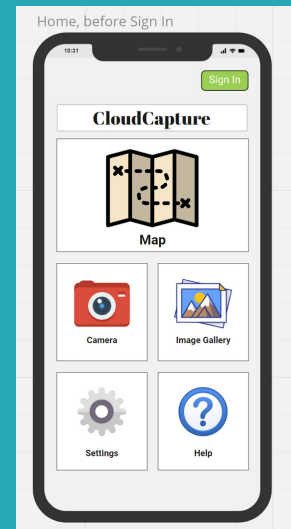 Home, before Sign In
10:31
Sign In
CloudCapture
Map
Camera
Image Gallery
Settings
Help